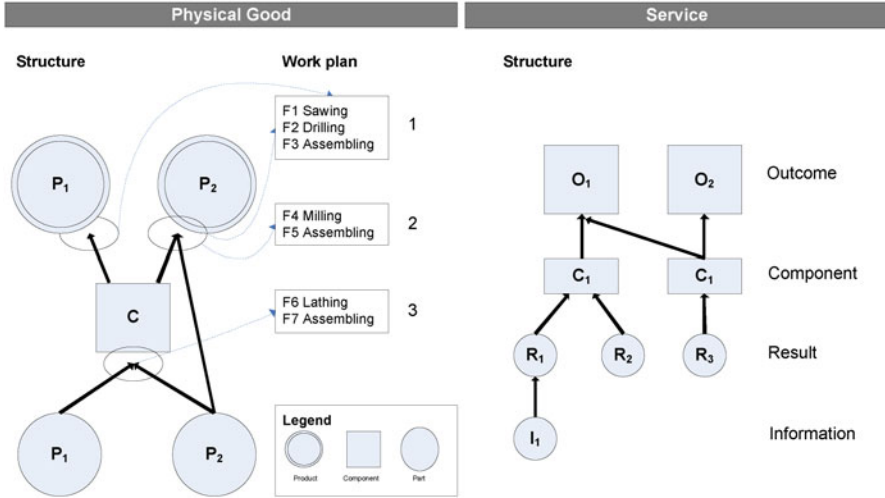 Physical Good
Structure
Work plan
F1 Sawing
F2 Drilling
F3 Assembling
1
P₁
P₂
F4 Milling
F5 Assembling
2
C
F6 Lathing
F7 Assembling
3
P₁
P₂
Legend
Product
Component
Part
Service
Structure
O₁
O₂
Outcome
C₁
C₁
Component
R₁
R₂
R₃
Result
I₁
Information